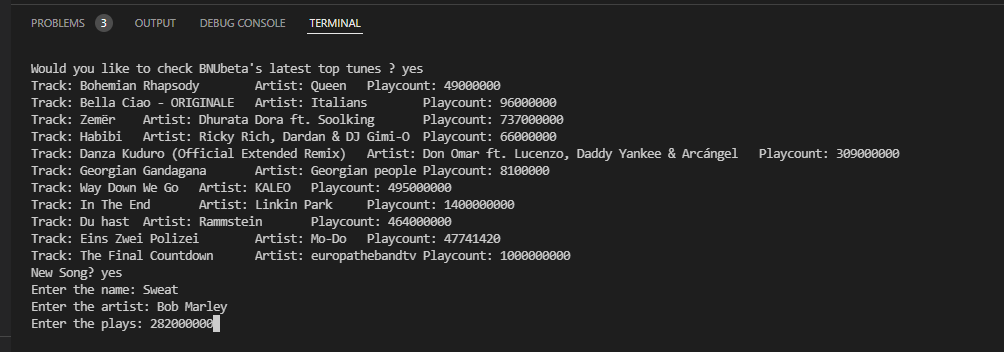 PROBLEMS 3 OUTPUT DEBUG CONSOLE TERMINAL
Would you like to check BNUbeta's latest top tunes ? yes
Track: Bohemian Rhapsody Artist: Queen Playcount: 49000000
Track: Bella Ciao - ORIGINALE Artist: Italians Playcount: 96000000
Track: Zemër Artist: Dhurata Dora ft. Soolking Playcount: 737000000
Track: Habibi Artist: Ricky Rich, Dardan & DJ Gimi-O Playcount: 66000000
Track: Danza Kuduro (Official Extended Remix) Artist: Don Omar ft. Lucenzo, Daddy Yankee & Arcángel Playcount: 309000000
Track: Georgian Gandagana Artist: Georgian people Playcount: 8100000
Track: Way Down We Go Artist: KALEO Playcount: 495000000
Track: In The End Artist: Linkin Park Playcount: 1400000000
Track: Du hast Artist: Rammstein Playcount: 464000000
Track: Eins Zwei Polizei Artist: Mo-Do Playcount: 47741420
Track: The Final Countdown Artist: europathebandtv Playcount: 1000000000
New Song? yes
Enter the name: Sweat
Enter the artist: Bob Marley
Enter the plays: 282000000